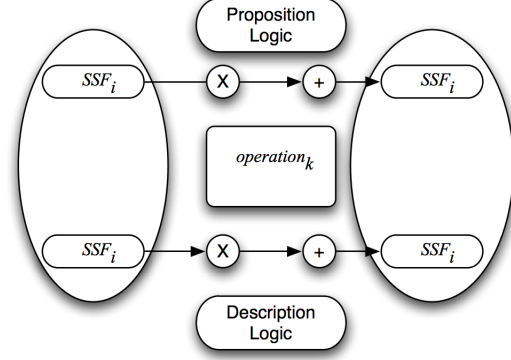 Proposition
Logic
SSF_i X + SSF_i
operation_k
SSF_i X + SSF_i
Description
Logic